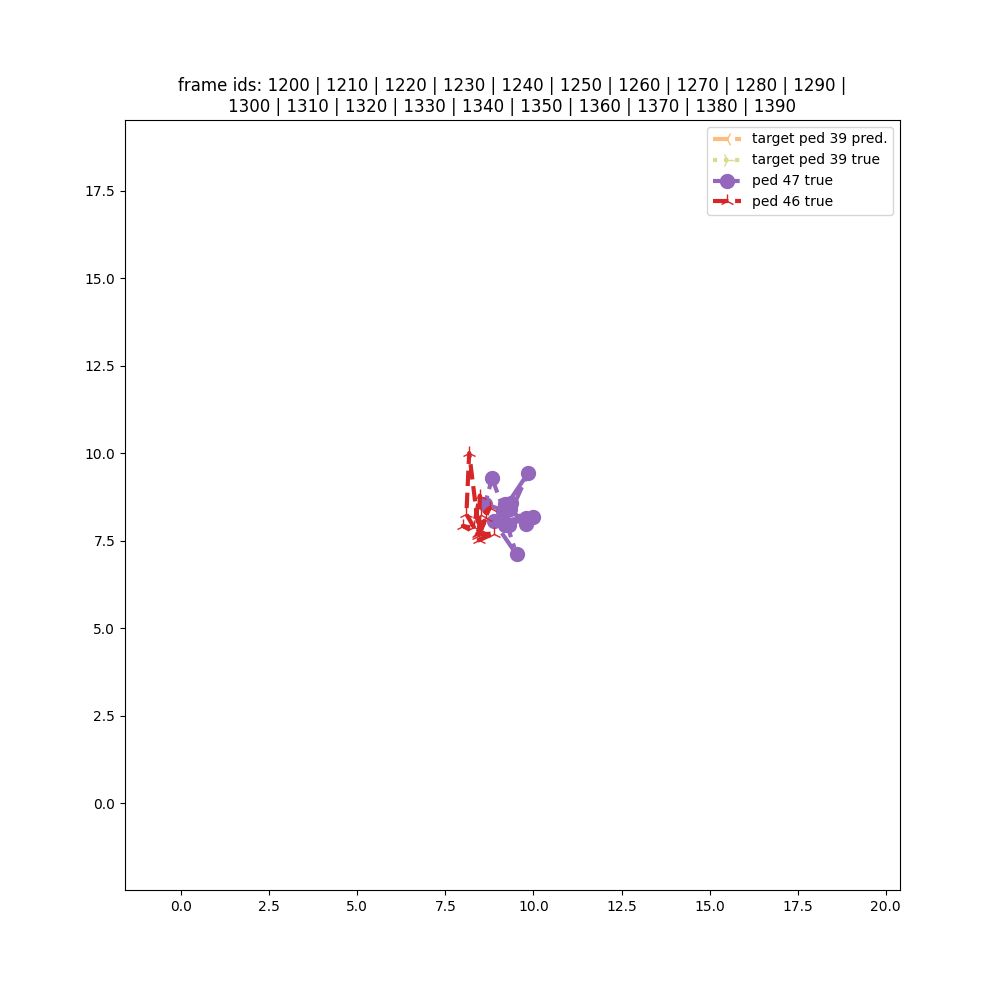 frame ids: 1200 | 1210 | 1220 | 1230 | 1240 | 1250 | 1260 | 1270 | 1280 | 1290 |
1300 | 1310 | 1320 | 1330 | 1340 | 1350 | 1360 | 1370 | 1380 | 1390
target ped 39 pred.
target ped 39 true
ped 47 true
ped 46 true
17.5
15.0
12.5
10.0
7.5
5.0
2.5
0.0
0.0 2.5 5.0 7.5 10.0 12.5 15.0 17.5 20.0